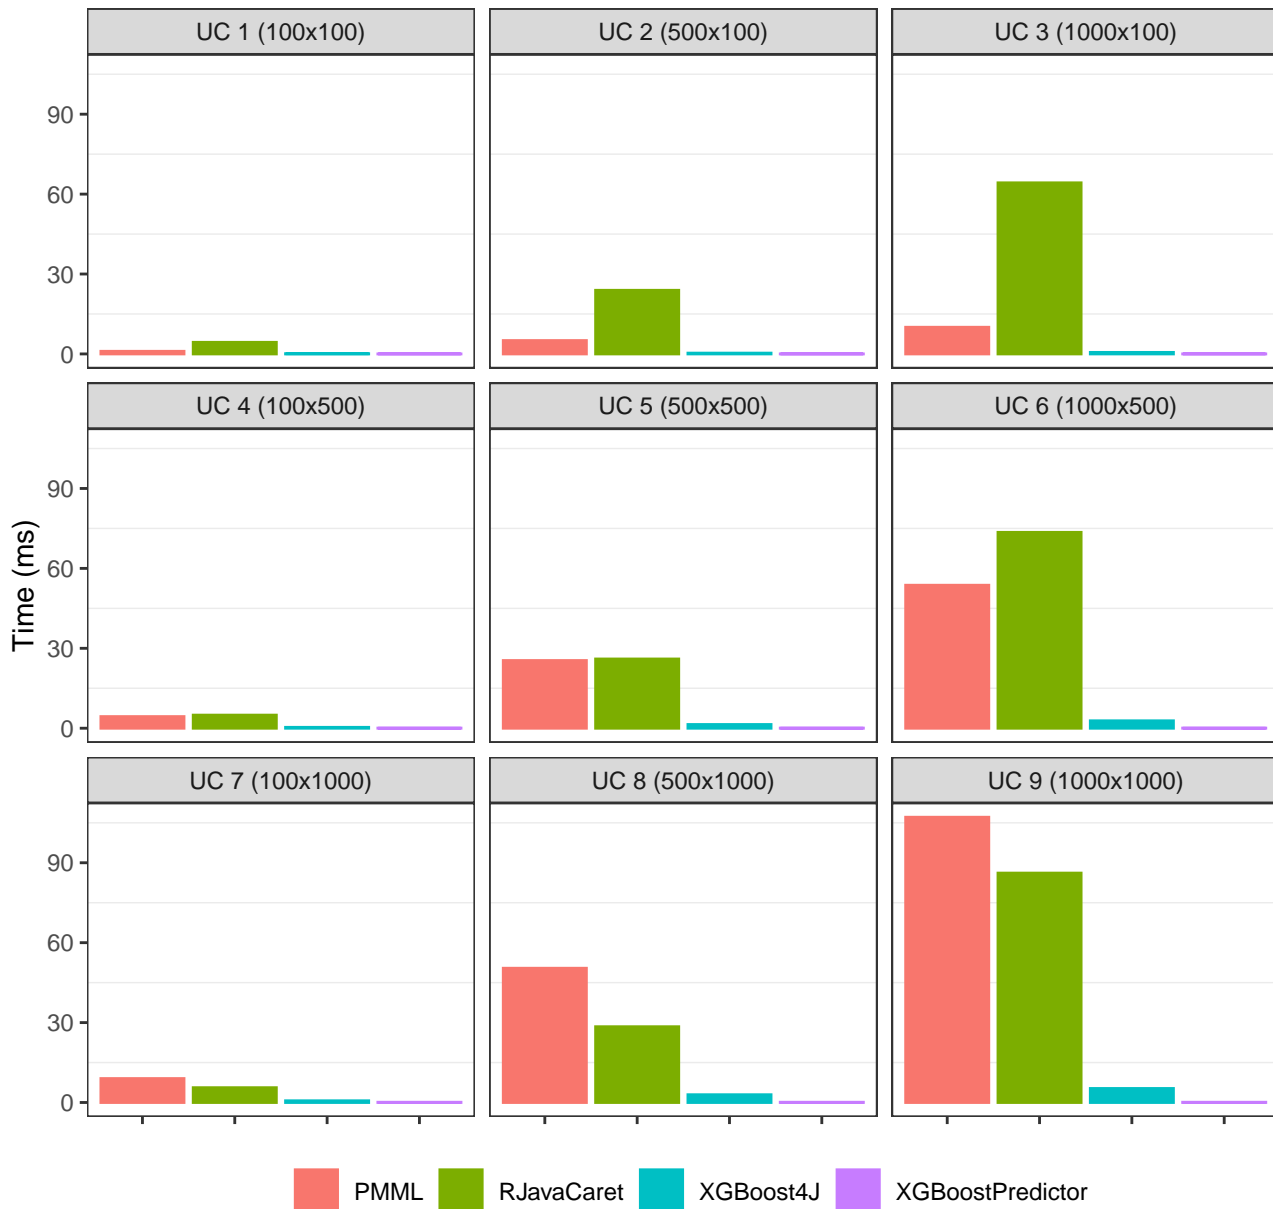 UC 1 (100x100)
UC 2 (500x100)
UC 3 (1000x100)
90
60
30
0
UC 4 (100x500)
UC 5 (500x500)
UC 6 (1000x500)
90
60
30
0
Time (ms)
UC 7 (100x1000)
UC 8 (500x1000)
UC 9 (1000x1000)
90
60
30
0
PMML
RJavaCaret
XGBoost4J
XGBoostPredictor